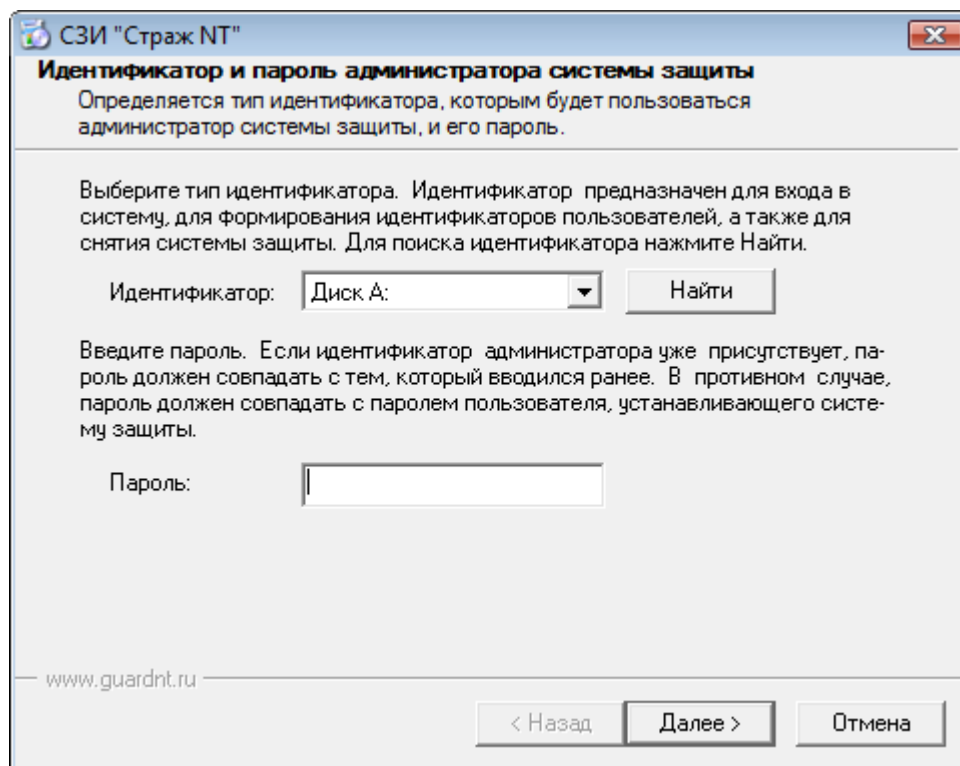 СЗИ "Страж NT"
Идентификатор и пароль администратора системы защиты
Определяется тип идентификатора, которым будет пользоваться
администратор системы защиты, и его пароль.
Выберите тип идентификатора. Идентификатор предназначен для входа в
систему, для формирования идентификаторов пользователей, а также для
снятия системы защиты. Для поиска идентификатора нажмите Найти.
Идентификатор: Диск A: Найти
Введите пароль. Если идентификатор администратора уже присутствует, па-
роль должен совпадать с тем, который вводился ранее. В противном случае,
пароль должен совпадать с паролем пользователя, устанавливающего систе-
му защиты.
Пароль:
www.guardnt.ru
< Назад Далее > Отмена